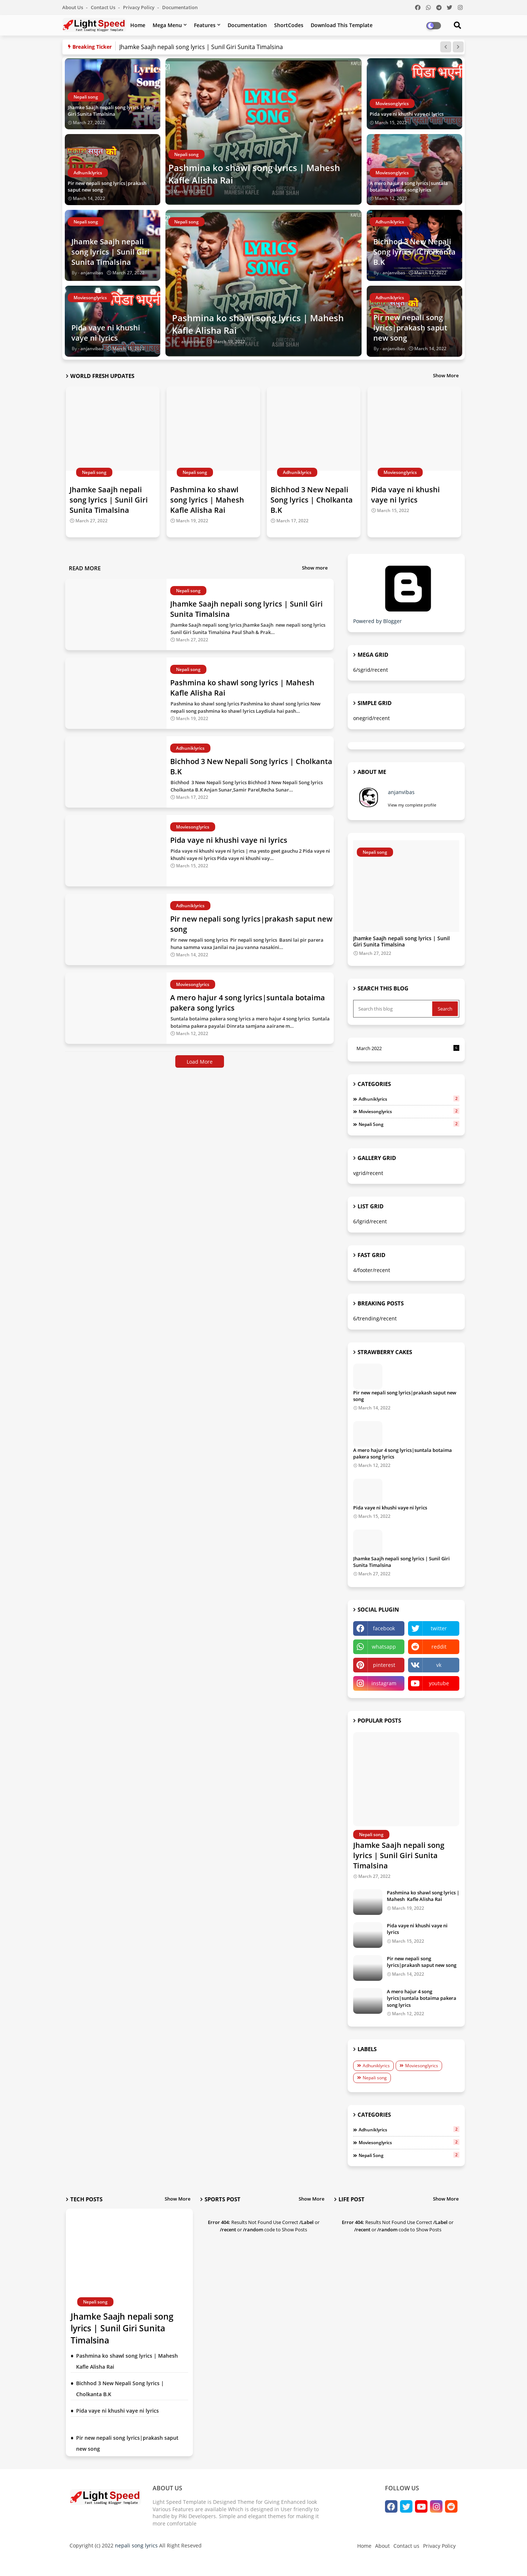 About Us - Contact Us - Privacy Policy - Documentation
Light Speed
Fast Loading Blogger Template
Home Mega Menu Features Documentation ShortCodes Download This Template
Breaking Ticker Jhamke Saajh nepali song lyrics | Sunil Giri Sunita Timalsina
Nepali song
Jhamke Saajh nepali song lyrics | Sunil Giri Sunita Timalsina
March 27, 2022
Nepali song
Pashmina ko shawl song lyrics | Mahesh Kafle Alisha Rai
March 19, 2022
Moviesonglyrics
Pida vaye ni khushi vaye ni lyrics
March 15, 2022
Adhuniklyrics
Pir new nepali song lyrics|prakash saput new song
March 14, 2022
Moviesonglyrics
A mero hajur 4 song lyrics|suntala botaima pakera song lyrics
March 12, 2022
Nepali song
Jhamke Saajh nepali song lyrics | Sunil Giri Sunita Timalsina
By - anjanvibas March 27, 2022
Nepali song
Pashmina ko shawl song lyrics | Mahesh Kafle Alisha Rai
By - anjanvibas March 19, 2022
Adhuniklyrics
Bichhod 3 New Nepali Song lyrics | Cholkanta B.K
By - anjanvibas March 17, 2022
Moviesonglyrics
Pida vaye ni khushi vaye ni lyrics
By - anjanvibas March 15, 2022
Adhuniklyrics
Pir new nepali song lyrics|prakash saput new song
By - anjanvibas March 14, 2022
WORLD FRESH UPDATES Show More
Nepali song
Jhamke Saajh nepali song lyrics | Sunil Giri Sunita Timalsina
March 27, 2022
Nepali song
Pashmina ko shawl song lyrics | Mahesh Kafle Alisha Rai
March 19, 2022
Adhuniklyrics
Bichhod 3 New Nepali Song lyrics | Cholkanta B.K
March 17, 2022
Moviesonglyrics
Pida vaye ni khushi vaye ni lyrics
March 15, 2022
READ MORE Show more
Nepali song
Jhamke Saajh nepali song lyrics | Sunil Giri Sunita Timalsina
Jhamke Saajh nepali song lyrics Jhamke Saajh new nepali song lyrics Sunil Giri Sunita Timalsina Paul Shah & Prak...
March 27, 2022
Nepali song
Pashmina ko shawl song lyrics | Mahesh Kafle Alisha Rai
Pashmina ko shawl song lyrics Pashmina ko shawl song lyrics New nepali song pashmina ko shawl lyrics Laydiula hai pash...
March 19, 2022
Adhuniklyrics
Bichhod 3 New Nepali Song lyrics | Cholkanta B.K
Bichhod 3 New Nepali Song lyrics Bichhod 3 New Nepali Song lyrics Cholkanta B.K Anjan Sunar,Samir Parel,Recha Sunar...
March 17, 2022
Moviesonglyrics
Pida vaye ni khushi vaye ni lyrics
Pida vaye ni khushi vaye ni lyrics | ma yesto geet gauchu 2 Pida vaye ni khushi vaye ni lyrics Pida vaye ni khushi vay...
March 15, 2022
Adhuniklyrics
Pir new nepali song lyrics|prakash saput new song
Pir new nepali song lyrics Pir nepali song lyrics Basni lai pir parera huna samma vaxa Janilai na jau vanna nasakini...
March 14, 2022
Moviesonglyrics
A mero hajur 4 song lyrics|suntala botaima pakera song lyrics
Suntala botaima pakera song lyrics a mero hajur 4 song lyrics Suntala botaima pakera payalai Dinrata samjana aairane m...
March 12, 2022
Load More
Powered by Blogger
MEGA GRID
6/sgrid/recent
SIMPLE GRID
onegrid/recent
ABOUT ME
anjanvibas
View my complete profile
Nepali song
Jhamke Saajh nepali song lyrics | Sunil Giri Sunita Timalsina
March 27, 2022
SEARCH THIS BLOG
Search this blog Search
March 2022
CATEGORIES
Adhuniklyrics 2
Moviesonglyrics 2
Nepali Song 2
GALLERY GRID
vgrid/recent
LIST GRID
6/lgrid/recent
FAST GRID
4/footer/recent
BREAKING POSTS
6/trending/recent
STRAWBERRY CAKES
Pir new nepali song lyrics|prakash saput new song
March 14, 2022
A mero hajur 4 song lyrics|suntala botaima pakera song lyrics
March 12, 2022
Pida vaye ni khushi vaye ni lyrics
March 15, 2022
Jhamke Saajh nepali song lyrics | Sunil Giri Sunita Timalsina
March 27, 2022
SOCIAL PLUGIN
facebook twitter
whatsapp reddit
pinterest vk
instagram youtube
POPULAR POSTS
Nepali song
Jhamke Saajh nepali song lyrics | Sunil Giri Sunita Timalsina
March 27, 2022
Pashmina ko shawl song lyrics | Mahesh Kafle Alisha Rai
March 19, 2022
Pida vaye ni khushi vaye ni lyrics
March 15, 2022
Pir new nepali song lyrics|prakash saput new song
March 14, 2022
A mero hajur 4 song lyrics|suntala botaima pakera song lyrics
March 12, 2022
LABELS
Adhuniklyrics Moviesonglyrics
Nepali song
CATEGORIES
Adhuniklyrics 2
Moviesonglyrics 2
Nepali Song 2
TECH POSTS Show More
Nepali song
Jhamke Saajh nepali song lyrics | Sunil Giri Sunita Timalsina
Pashmina ko shawl song lyrics | Mahesh Kafle Alisha Rai
Bichhod 3 New Nepali Song lyrics | Cholkanta B.K
Pida vaye ni khushi vaye ni lyrics
Pir new nepali song lyrics|prakash saput new song
SPORTS POST Show More
Error 404: Results Not Found Use Correct /Label or /recent or /random code to Show Posts
LIFE POST Show More
Error 404: Results Not Found Use Correct /Label or /recent or /random code to Show Posts
Light Speed
Fast Loading Blogger Template
ABOUT US
Light Speed Template is Designed Theme for Giving Enhanced look Various Features are available Which is designed in User friendly to handle by Piki Developers. Simple and elegant themes for making it more comfortable
FOLLOW US
Copyright (c) 2022 nepali song lyrics All Right Reseved
Home About Contact us Privacy Policy